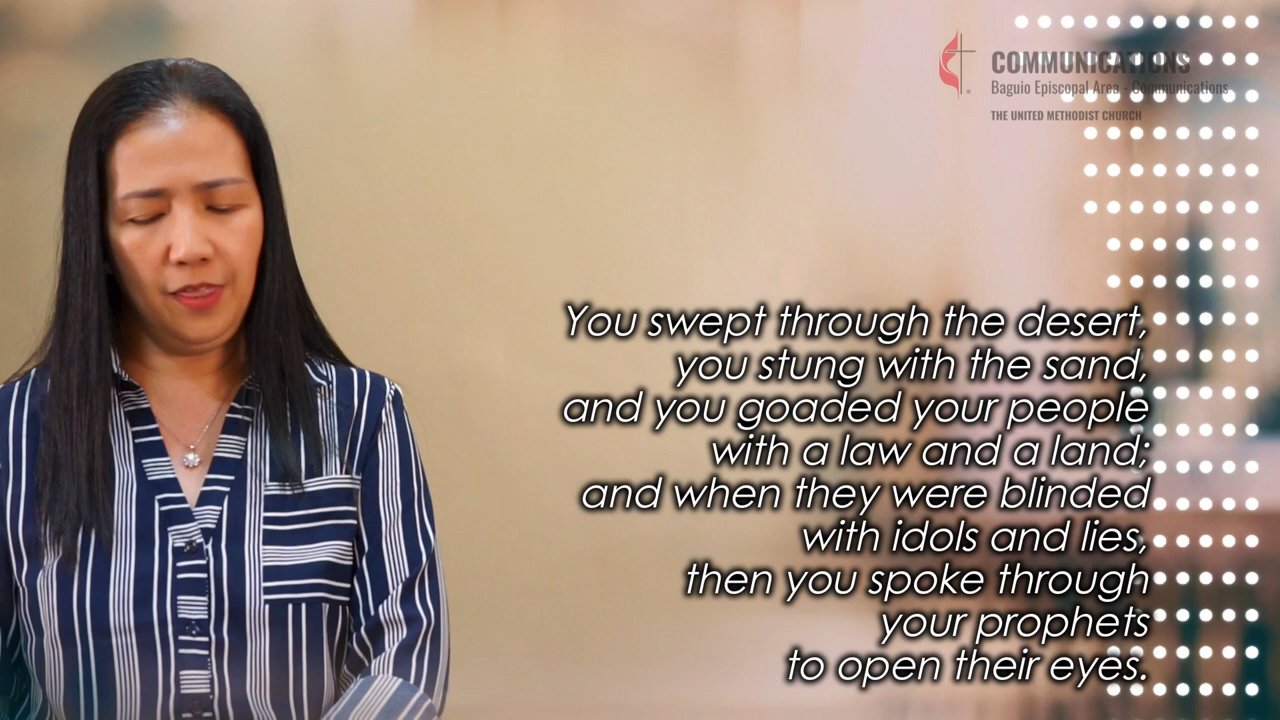 COMMUNICATIONS
Baguio Episcopal Area - Communications
THE UNITED METHODIST CHURCH
You swept through the desert,
you stung with the sand,
and you goaded your people
with a law and a land;
and when they were blinded
with idols and lies,
then you spoke through
your prophets
to open their eyes.